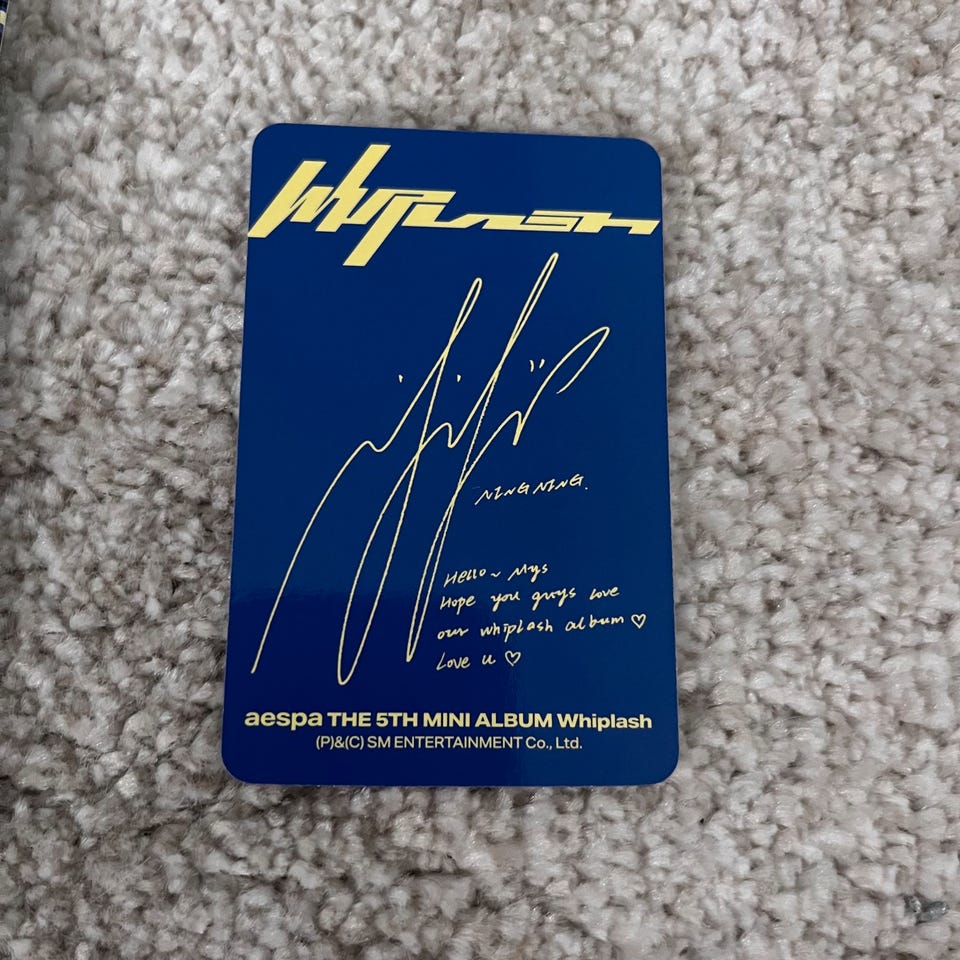 Whiplash
NINGNING.
Hello~ Mys
Hope you guys love
our whiplash album ♡
Love u ♡
aespa THE 5TH MINI ALBUM Whiplash
(P)&(C) SM ENTERTAINMENT Co., Ltd.